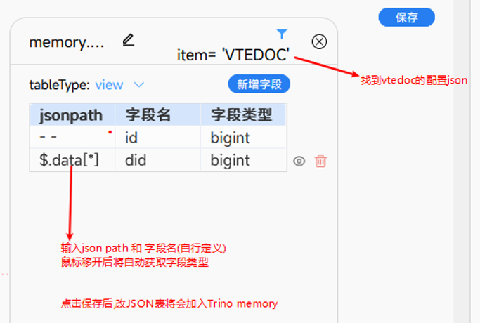 保存
memory....
item= 'VTEDOC'
tableType: view
新增字段
找到vtedoc的配置json
jsonpath 字段名 字段类型
- - id bigint
$.data[*] did bigint
输入json path 和 字段名(自行定义)
鼠标移开后将自动获取字段类型
点击保存后,改JSON表将会加入Trino memory